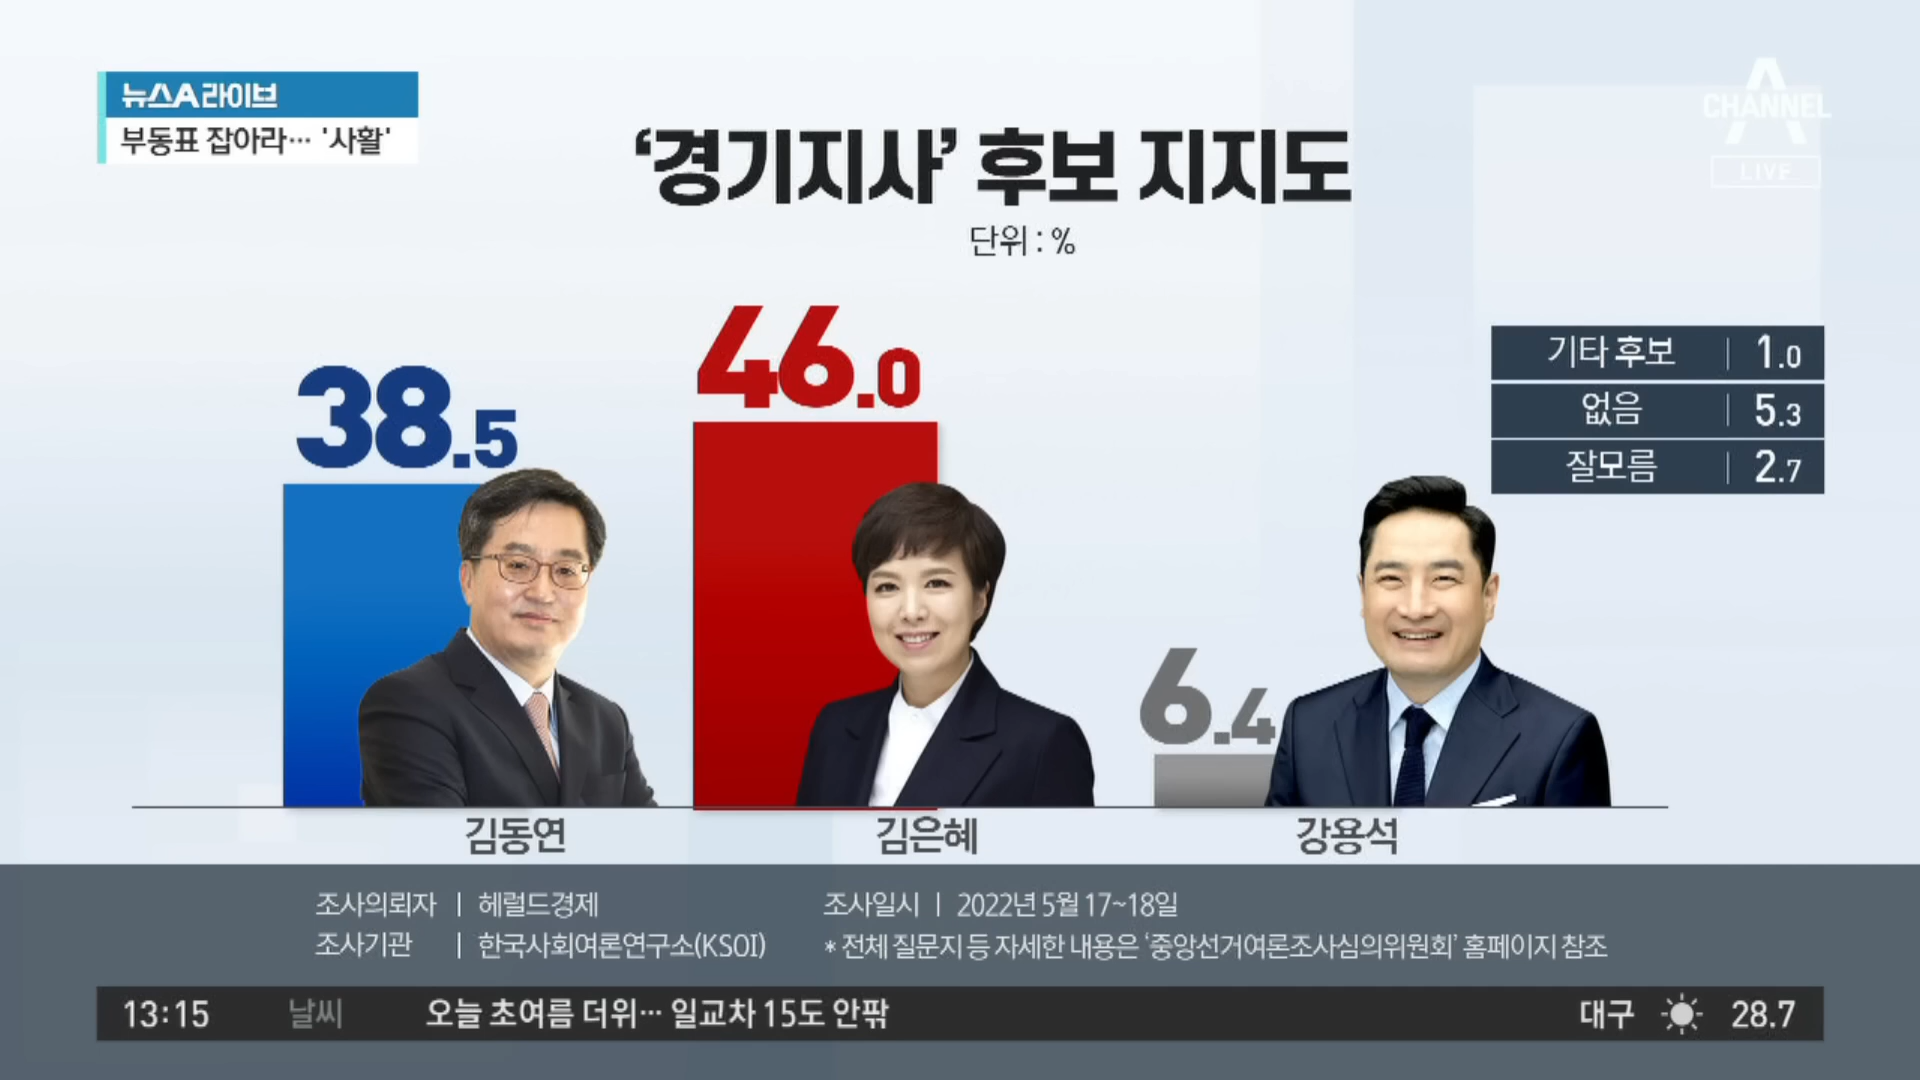 뉴스A 라이브
부동표 잡아라… '사활'
CHANNEL A
LIVE
‘경기지사’ 후보 지지도
단위 : %
38.5
46.0
6.4
기타 후보 | 1.0
없음 | 5.3
잘모름 | 2.7
김동연
김은혜
강용석
조사의뢰자 | 헤럴드경제
조사기관 | 한국사회여론연구소(KSOI)
조사일시 | 2022년 5월 17~18일
* 전체 질문지 등 자세한 내용은 ‘중앙선거여론조사심의위원회’ 홈페이지 참조
13:15 날씨 오늘 초여름 더위… 일교차 15도 안팎 대구 28.7